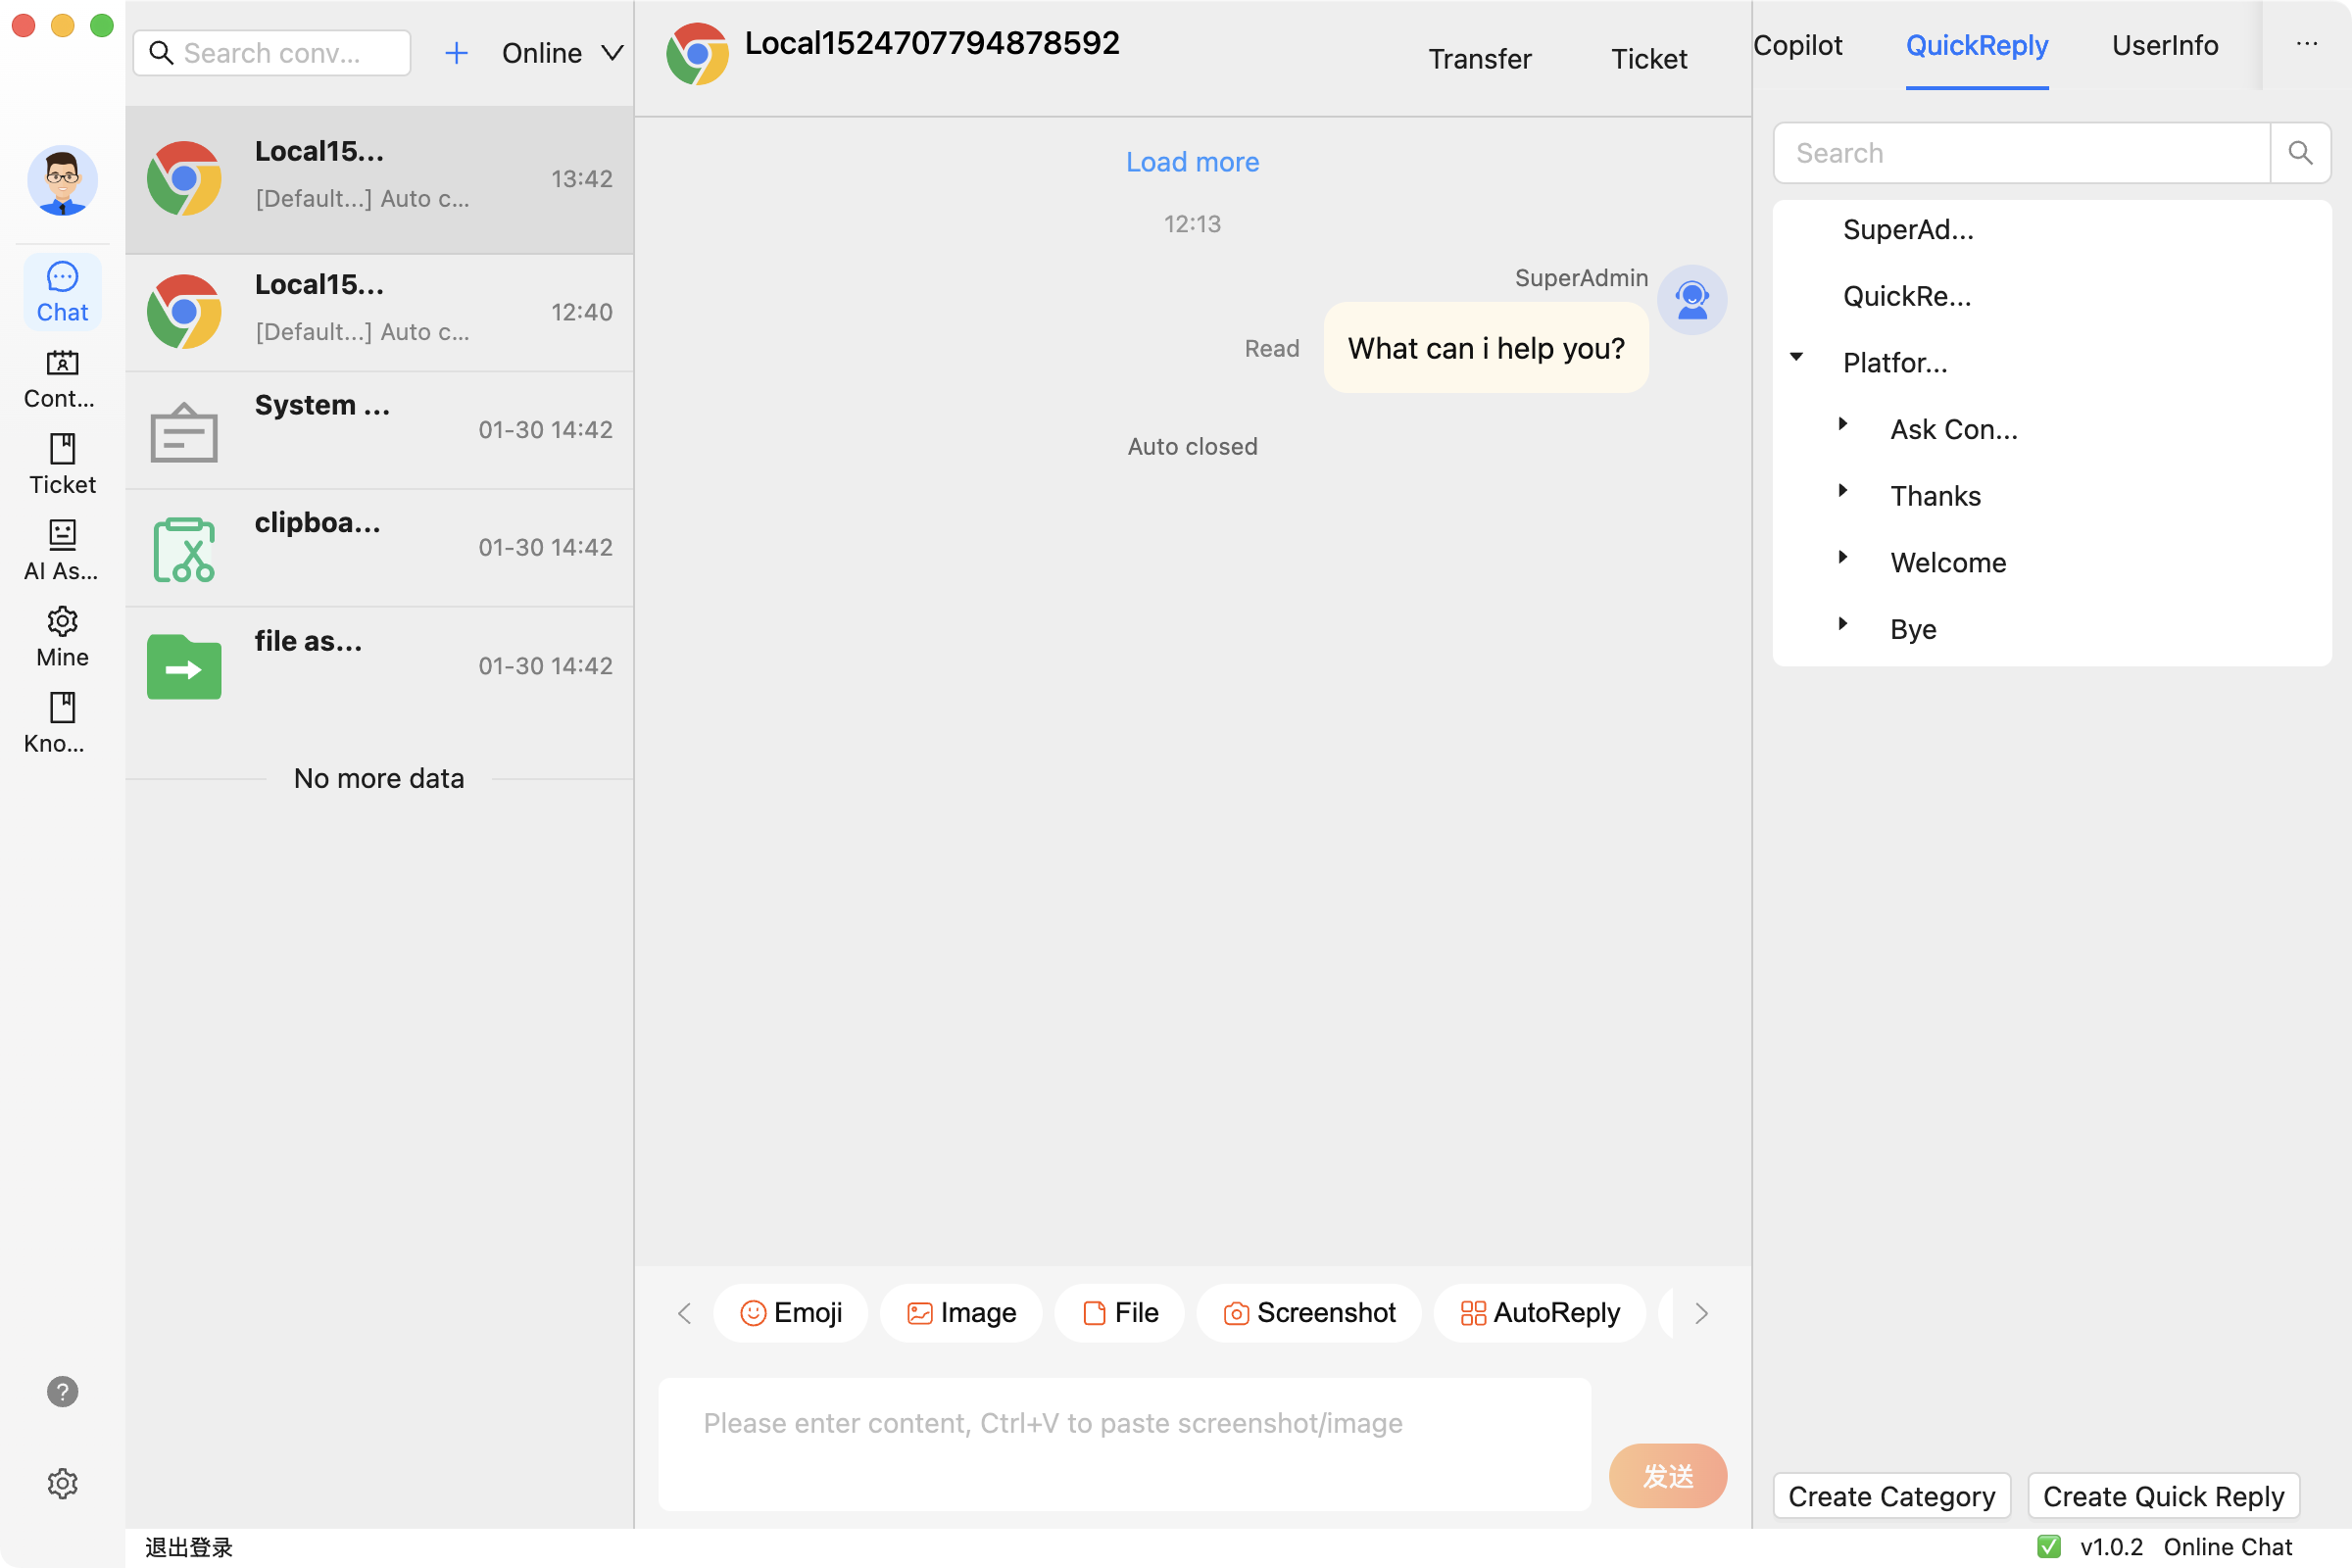 Chat
Cont...
Ticket
AI As...
Mine
Kno...
Search conv...
Online
Local15...
[Default...] Auto c...
13:42
Local15...
[Default...] Auto c...
12:40
System ...
01-30 14:42
clipboa...
01-30 14:42
file as...
01-30 14:42
No more data
Local1524707794878592
Transfer
Ticket
Load more
12:13
SuperAdmin
Read
What can i help you?
Auto closed
Emoji
Image
File
Screenshot
AutoReply
Please enter content, Ctrl+V to paste screenshot/image
发送
Copilot
QuickReply
UserInfo
...
Search
SuperAd...
QuickRe...
Platfor...
Ask Con...
Thanks
Welcome
Bye
Create Category
Create Quick Reply
退出登录
v1.0.2
Online Chat